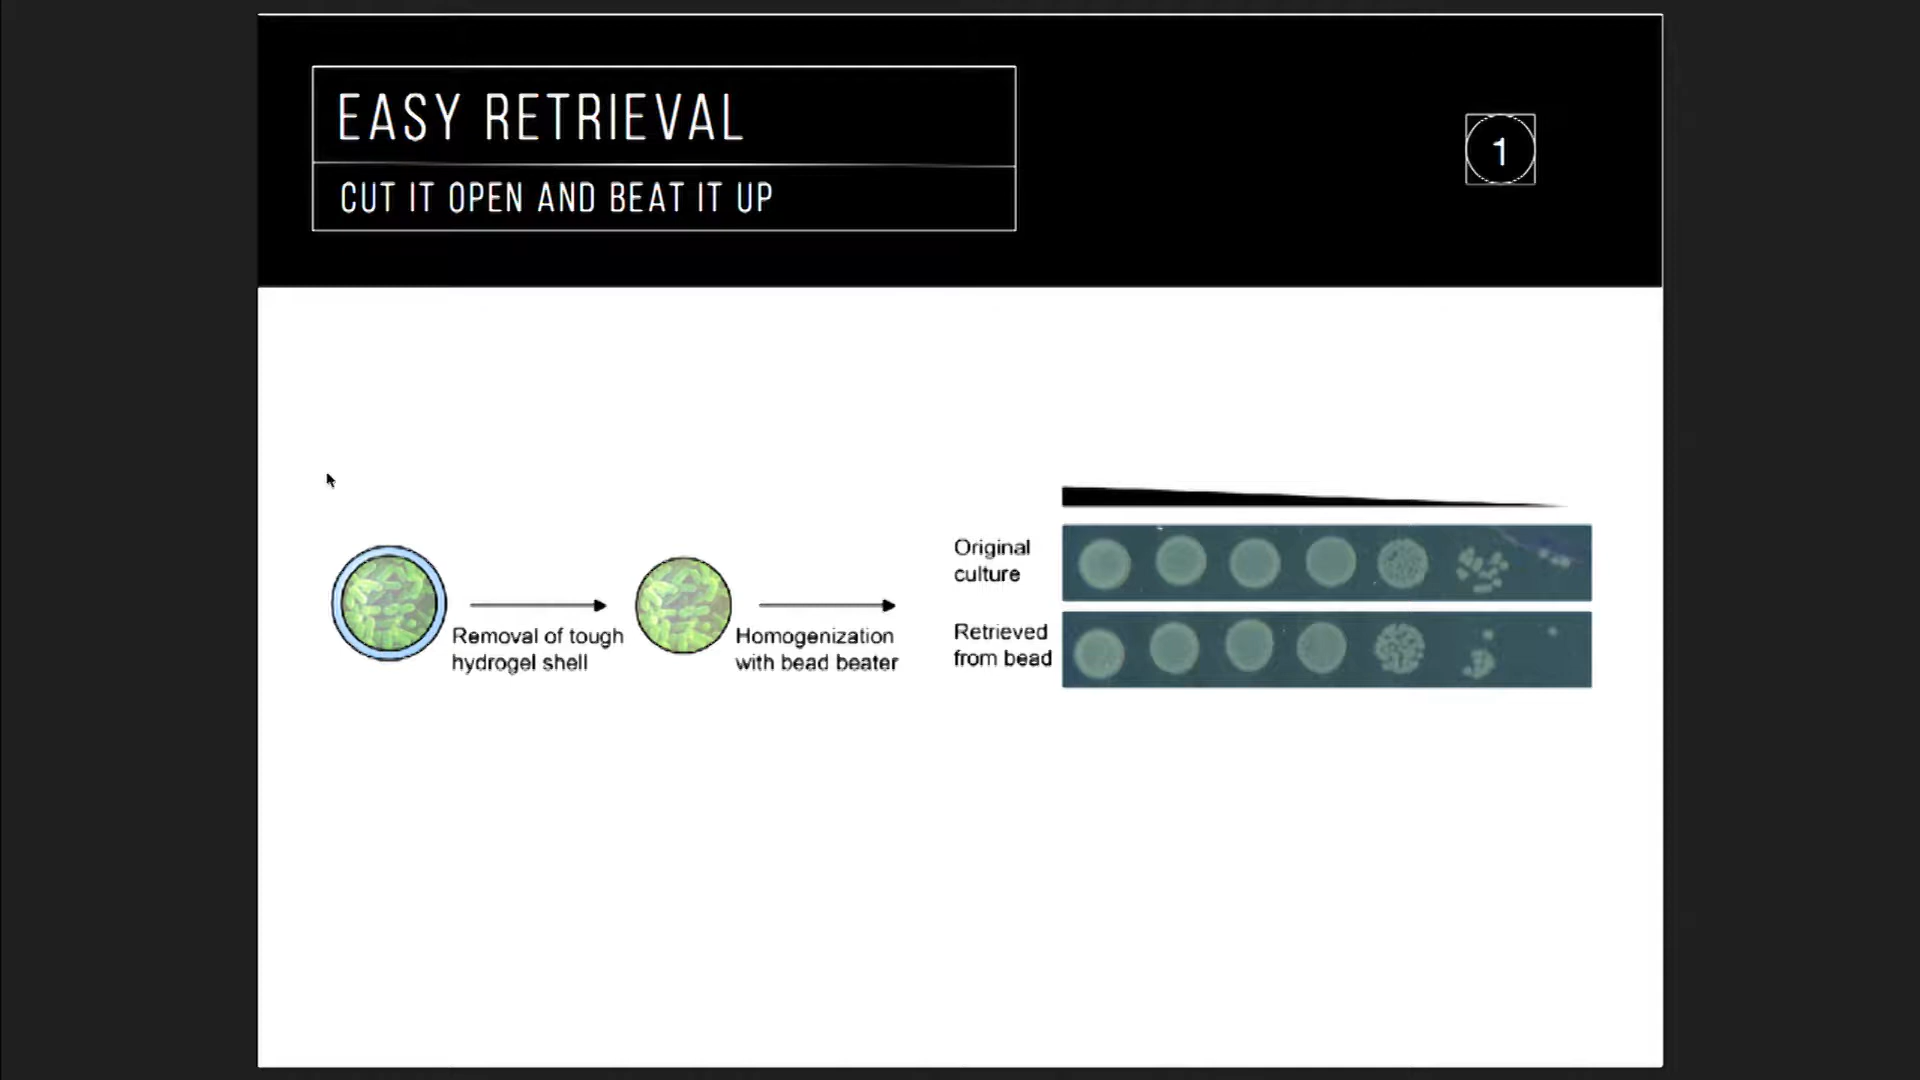 EASY RETRIEVAL
CUT IT OPEN AND BEAT IT UP
1
Removal of tough
hydrogel shell
Homogenization
with bead beater
Original
culture
Retrieved
from bead